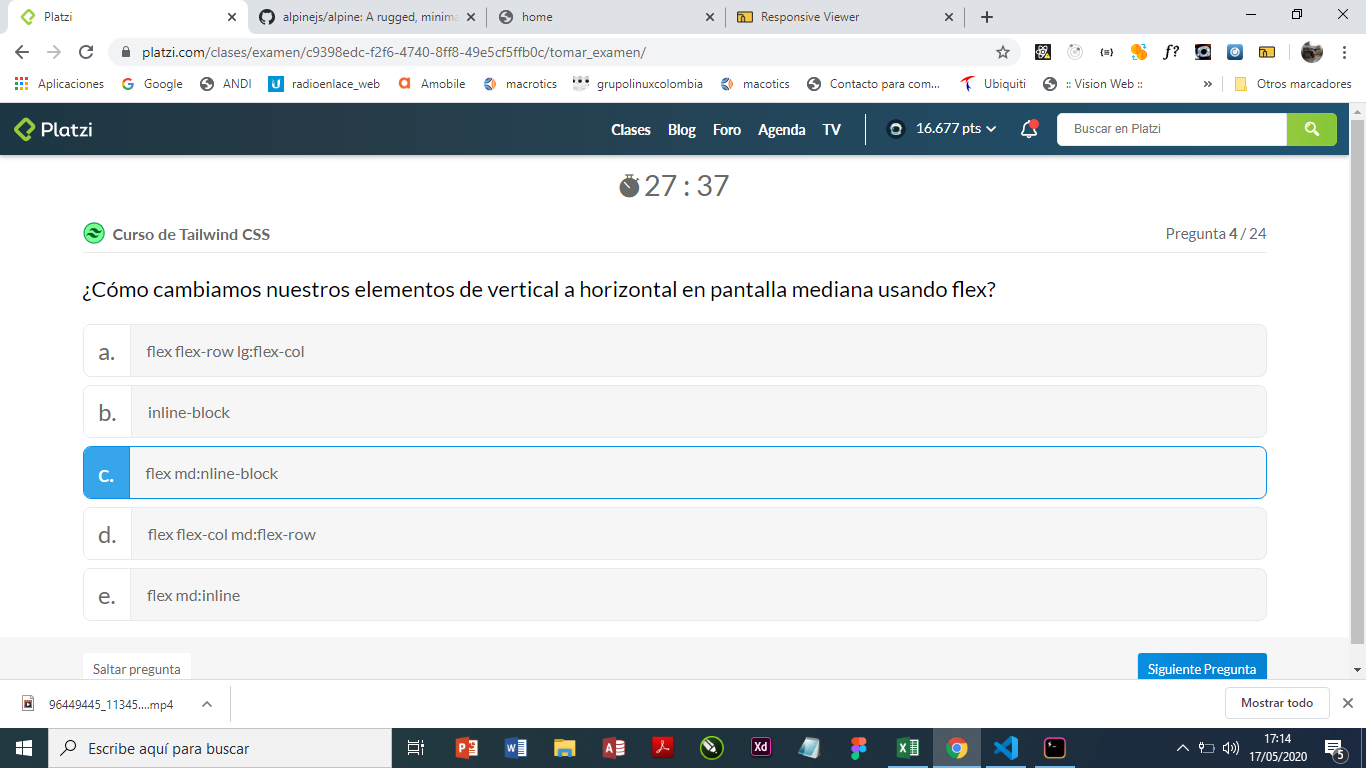 Platzi
alpinejs/alpine: A rugged, minima
home
Responsive Viewer
platzi.com/clases/examen/c9398edc-f2f6-4740-8ff8-49e5cf5ffb0c/tomar_examen/
Aplicaciones
Google
ANDI
radioenlace_web
Amobile
macrotics
grupolinuxcolombia
macotics
Contacto para com...
Ubiquiti
:: Vision Web ::
Otros marcadores
Platzi
Clases
Blog
Foro
Agenda
TV
16.677 pts
Buscar en Platzi
27 : 37
Curso de Tailwind CSS
Pregunta 4 / 24
¿Cómo cambiamos nuestros elementos de vertical a horizontal en pantalla mediana usando flex?
a. flex flex-row lg:flex-col
b. inline-block
c. flex md:nline-block
d. flex flex-col md:flex-row
e. flex md:inline
Saltar pregunta
Siguiente Pregunta
96449445_11345....mp4
Mostrar todo
Escribe aquí para buscar
17:14
17/05/2020
5